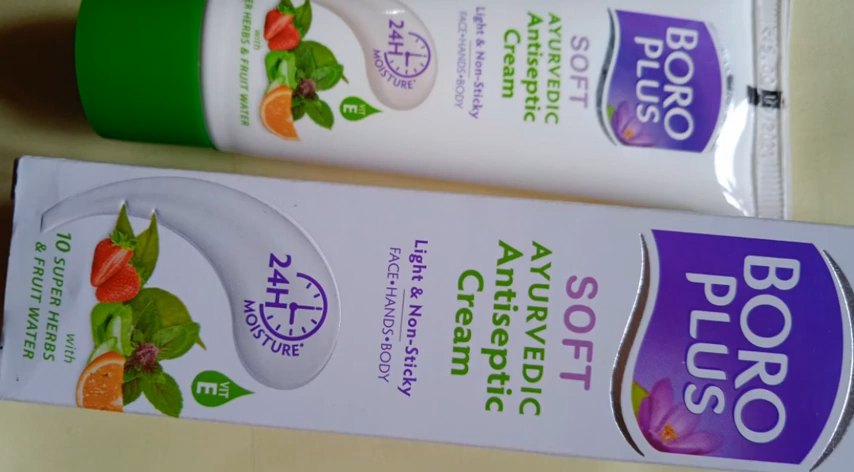 BORO
PLUS
SOFT
AYURVEDIC
Antiseptic
Cream
Light & Non-Sticky
FACE•HANDS•BODY
24H
MOISTURE*
VIT
E
with
ER HERBS & FRUIT WATER
BORO
PLUS
SOFT
AYURVEDIC
Antiseptic
Cream
Light & Non-Sticky
FACE•HANDS•BODY
24H
MOISTURE*
VIT
E
with
10 SUPER HERBS
& FRUIT WATER